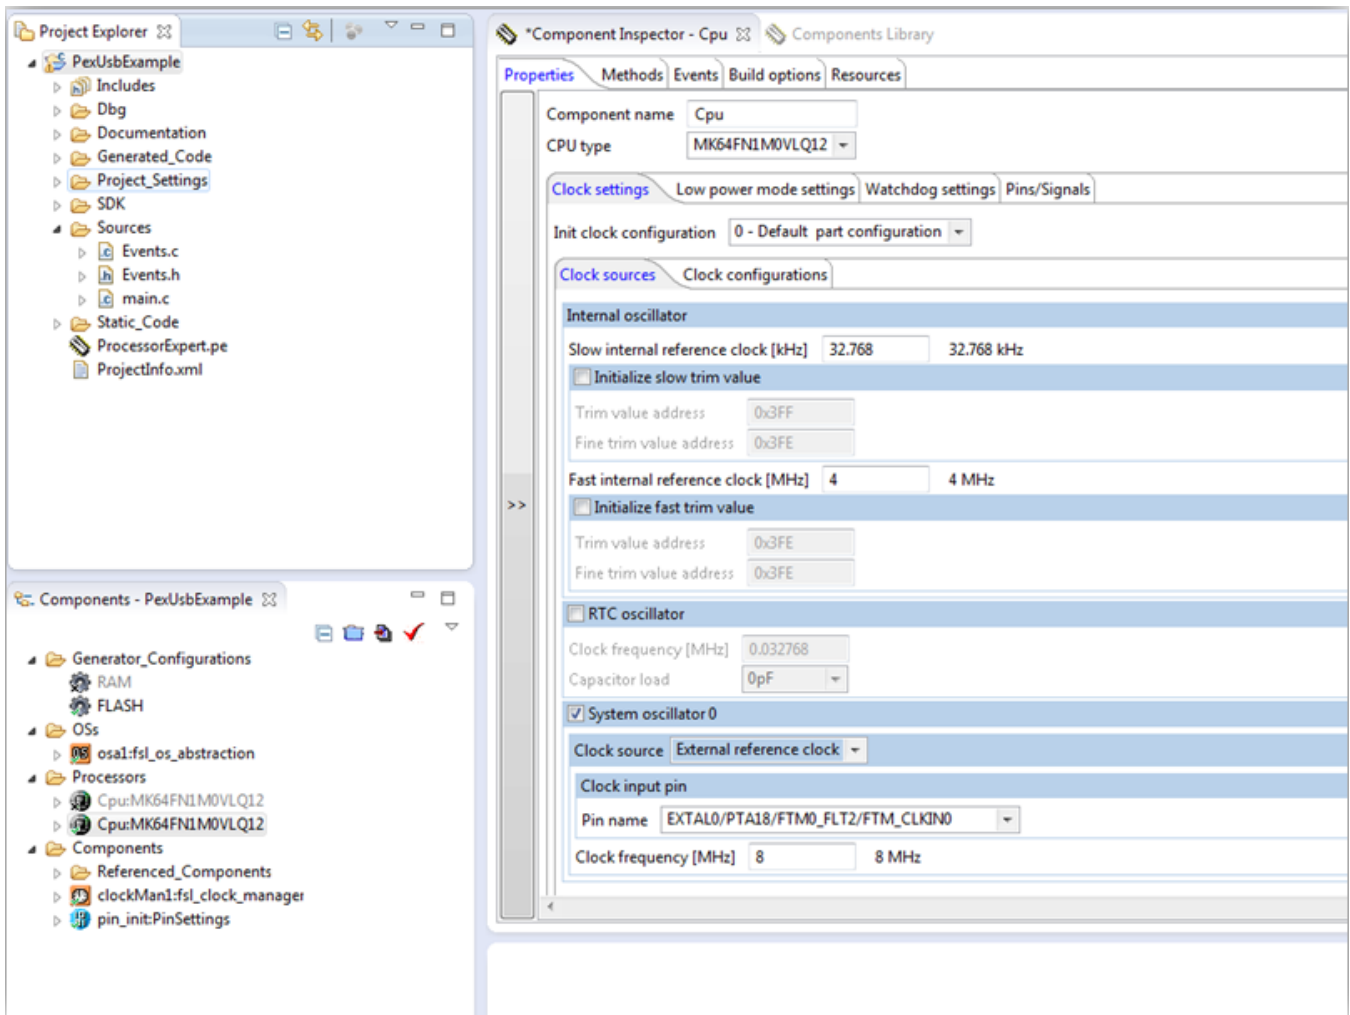 Project Explorer
PexUsbExample
Includes
Dbg
Documentation
Generated_Code
Project_Settings
SDK
Sources
Events.c
Events.h
main.c
Static_Code
ProcessorExpert.pe
ProjectInfo.xml
Components - PexUsbExample
Generator_Configurations
RAM
FLASH
OSs
osa1:fsl_os_abstraction
Processors
Cpu:MK64FN1M0VLQ12
Cpu:MK64FN1M0VLQ12
Components
Referenced_Components
clockMan1:fsl_clock_manager
pin_init:PinSettings
*Component Inspector - Cpu Components Library
Properties Methods Events Build options Resources
Component name Cpu
CPU type MK64FN1M0VLQ12
Clock settings Low power mode settings Watchdog settings Pins/Signals
Init clock configuration 0 - Default part configuration
Clock sources Clock configurations
Internal oscillator
Slow internal reference clock [kHz] 32.768 32.768 kHz
Initialize slow trim value
Trim value address 0x3FF
Fine trim value address 0x3FE
Fast internal reference clock [MHz] 4 4 MHz
>>
Initialize fast trim value
Trim value address 0x3FE
Fine trim value address 0x3FE
RTC oscillator
Clock frequency [MHz] 0.032768
Capacitor load 0pF
System oscillator 0
Clock source External reference clock
Clock input pin
Pin name EXTAL0/PTA18/FTM0_FLT2/FTM_CLKIN0
Clock frequency [MHz] 8 8 MHz